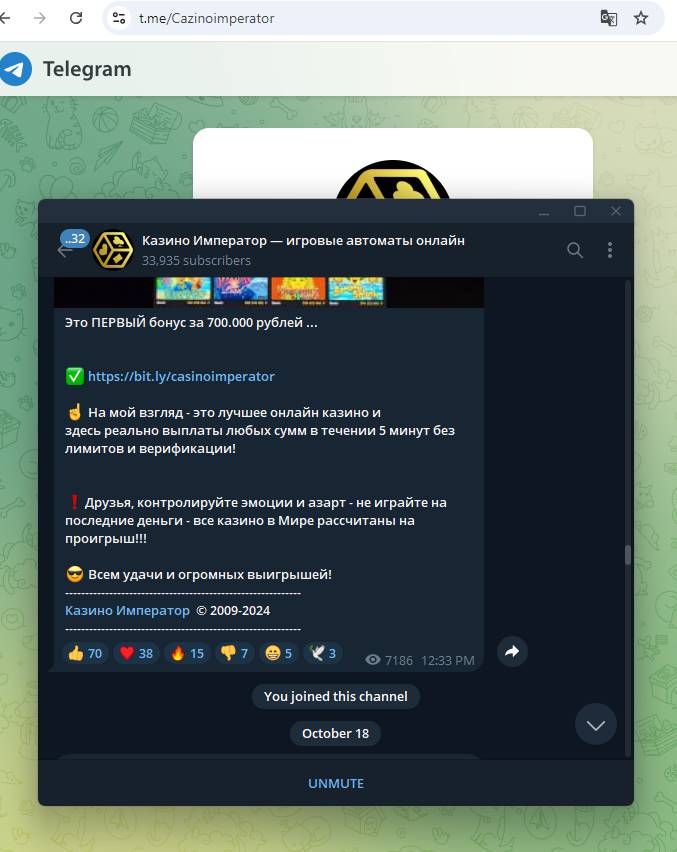 t.me/Cazinoimperator
Telegram
..32
Казино Император — игровые автоматы онлайн
33,935 subscribers
Это ПЕРВЫЙ бонус за 700.000 рублей ...
✅ https://bit.ly/casinoimperator
☝ На мой взгляд - это лучшее онлайн казино и
здесь реально выплаты любых сумм в течении 5 минут без
лимитов и верификации!
❗ Друзья, контролируйте эмоции и азарт - не играйте на
последние деньги - все казино в Мире рассчитаны на
проигрыш!!!
😎 Всем удачи и огромных выигрышей!
-----------------------------------------------------------
Казино Император © 2009-2024
-----------------------------------------------------------
👍 70 ❤ 38 🔥 15 👎 7 😁 5 🕊 3 7186 12:33 PM
You joined this channel
October 18
UNMUTE